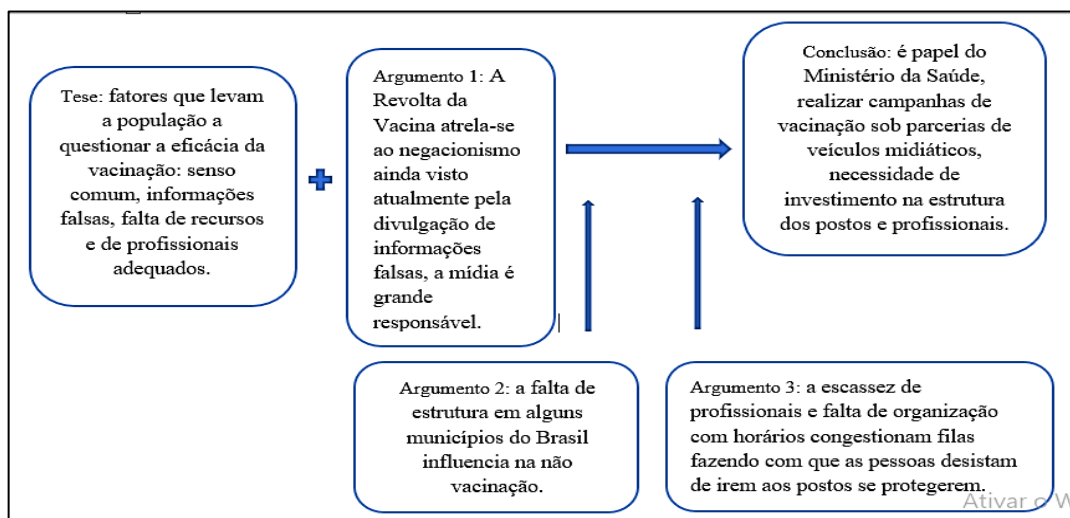 Tese: fatores que levam
a população a
questionar a eficácia da
vacinação: senso
comum, informações
falsas, falta de recursos
e de profissionais
adequados.
Argumento 1: A
Revolta da
Vacina atrela-se
ao negacionismo
ainda visto
atualmente pela
divulgação de
informações
falsas, a mídia é
grande
responsável.
Conclusão: é papel do
Ministério da Saúde,
realizar campanhas de
vacinação sob parcerias de
veículos midiáticos,
necessidade de
investimento na estrutura
dos postos e profissionais.
Argumento 2: a falta de
estrutura em alguns
municípios do Brasil
influencia na não
vacinação.
Argumento 3: a escassez de
profissionais e falta de organização
com horários congestionam filas
fazendo com que as pessoas desistam
de irem aos postos se protegerem.
Ativar o W